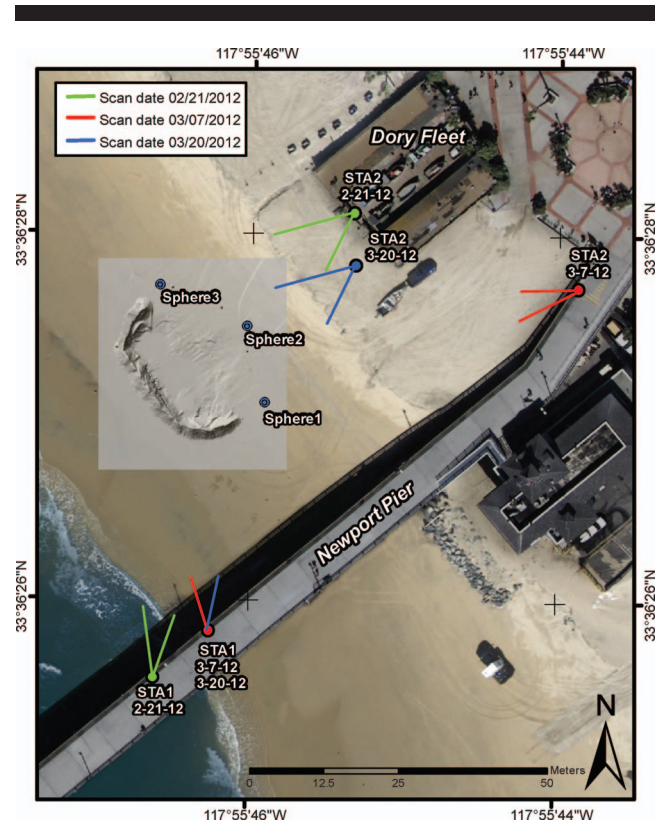 117°55'46"W
117°55'44"W
Scan date 02/21/2012
Scan date 03/07/2012
Scan date 03/20/2012
Dory Fleet
STA2
2-21-12
33°36'28"N
33°36'28"N
STA2
3-20-12
STA2
3-7-12
Sphere3
Sphere2
Sphere1
Newport Pier
33°36'26"N
33°36'26"N
STA1
3-7-12
3-20-12
STA1
2-21-12
N
Meters
0
12.5
25
50
117°55'46"W
117°55'44"W